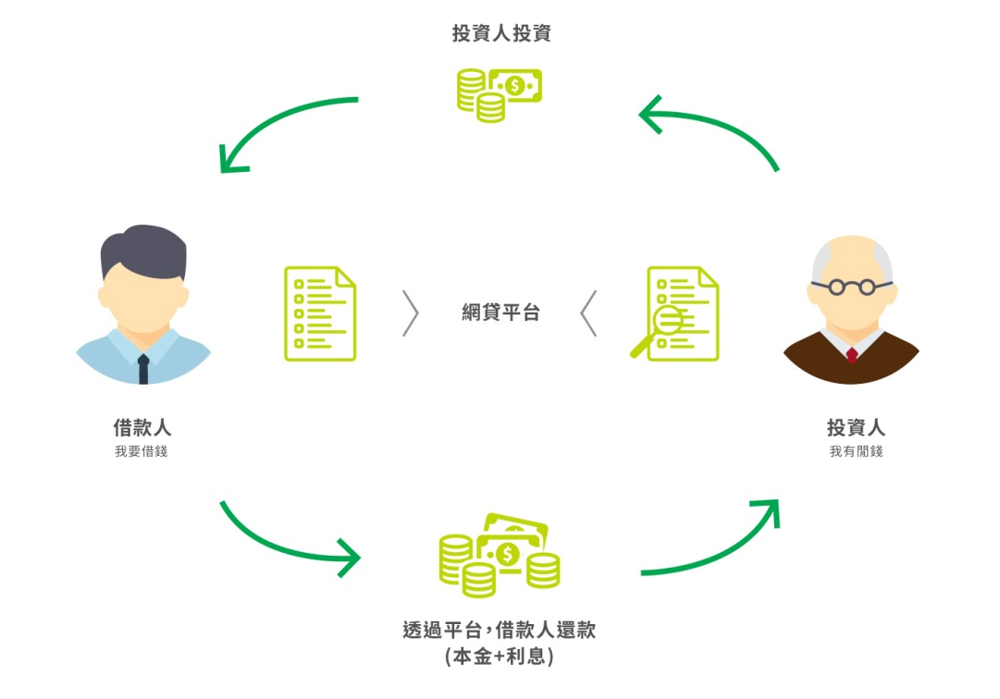 投資人投資
網貸平台
借款人
我要借錢
投資人
我有閒錢
透過平台,借款人還款
(本金+利息)